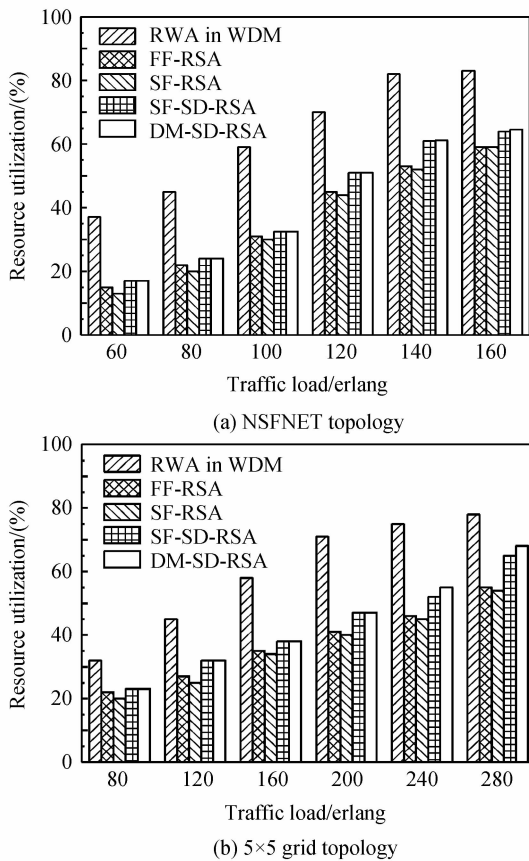 100
80
60
40
20
0
Resource utilization/(%)
RWA in WDM
FF-RSA
SF-RSA
SF-SD-RSA
DM-SD-RSA
60 80 100 120 140 160
Traffic load/erlang
(a) NSFNET topology
100
80
60
40
20
0
Resource utilization/(%)
RWA in WDM
FF-RSA
SF-RSA
SF-SD-RSA
DM-SD-RSA
80 120 160 200 240 280
Traffic load/erlang
(b) 5×5 grid topology